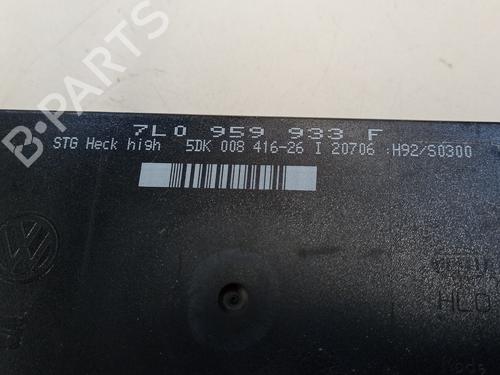 B-PARTS
7L0 959 933 F
STG Heck high 5DK 008 416-26 I 20706 :H92/S0300
HLO